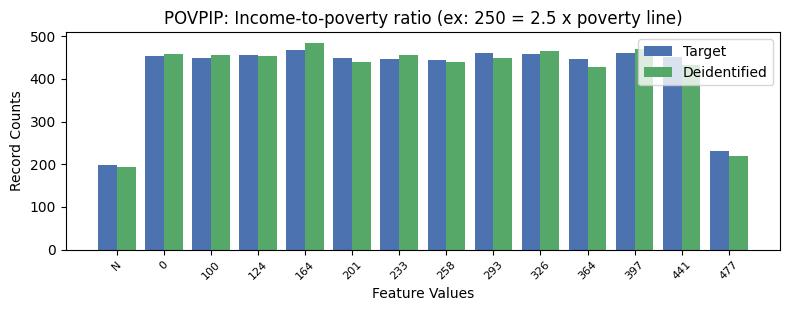 POVPIP: Income-to-poverty ratio (ex: 250 = 2.5 x poverty line)
Target
Deidentified
Record Counts
500
400
300
200
100
0
N 0 100 124 164 201 233 258 293 326 364 397 441 477
Feature Values